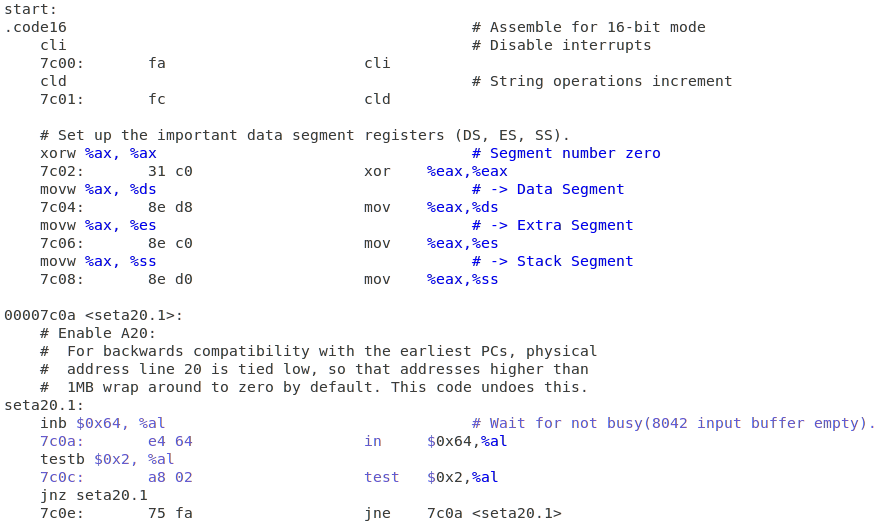 start:
.code16                                             # Assemble for 16-bit mode
    cli                                             # Disable interrupts
    7c00:       fa                      cli
    cld                                             # String operations increment
    7c01:       fc                      cld

    # Set up the important data segment registers (DS, ES, SS).
    xorw %ax, %ax                                   # Segment number zero
    7c02:       31 c0                   xor    %eax,%eax
    movw %ax, %ds                                   # -> Data Segment
    7c04:       8e d8                   mov    %eax,%ds
    movw %ax, %es                                   # -> Extra Segment
    7c06:       8e c0                   mov    %eax,%es
    movw %ax, %ss                                   # -> Stack Segment
    7c08:       8e d0                   mov    %eax,%ss

00007c0a <seta20.1>:
    # Enable A20:
    #  For backwards compatibility with the earliest PCs, physical
    #  address line 20 is tied low, so that addresses higher than
    #  1MB wrap around to zero by default. This code undoes this.
seta20.1:
    inb $0x64, %al                                  # Wait for not busy(8042 input buffer empty).
    7c0a:       e4 64                   in     $0x64,%al
    testb $0x2, %al
    7c0c:       a8 02                   test   $0x2,%al
    jnz seta20.1
    7c0e:       75 fa                   jne    7c0a <seta20.1>